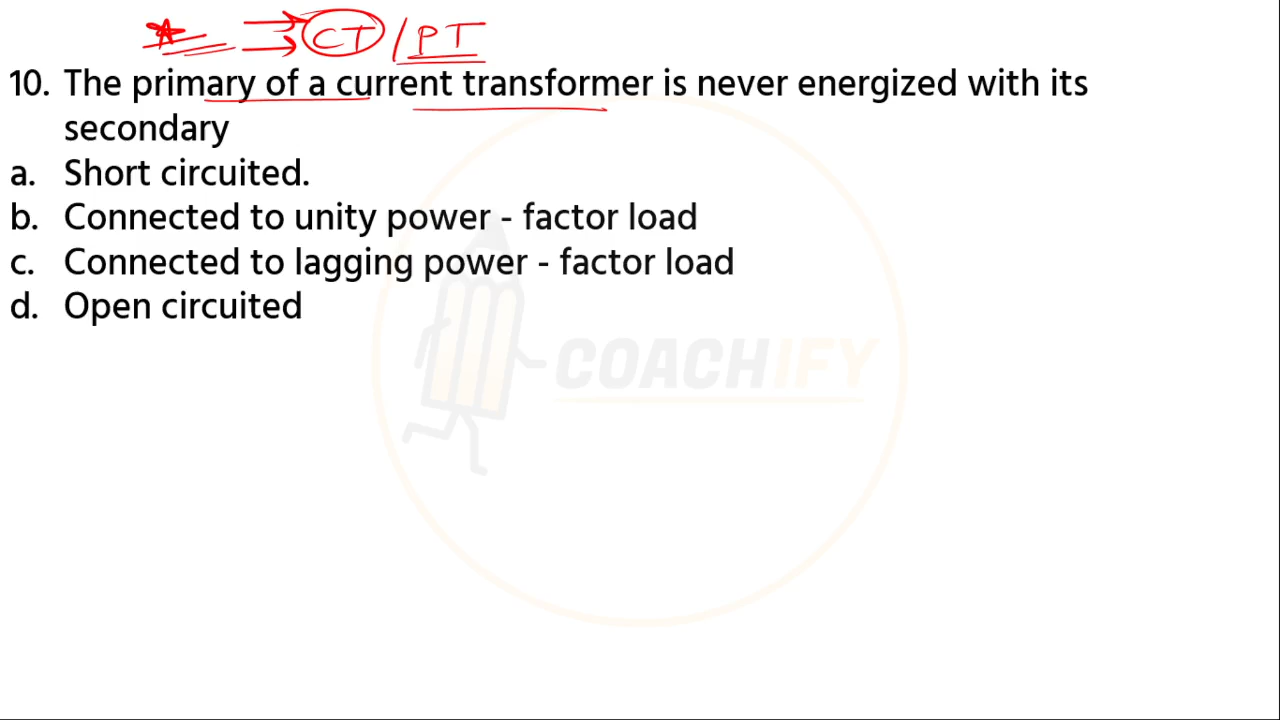 CT / PT
10. The primary of a current transformer is never energized with its
secondary
a. Short circuited.
b. Connected to unity power - factor load
c. Connected to lagging power - factor load
d. Open circuited
COACHIFY